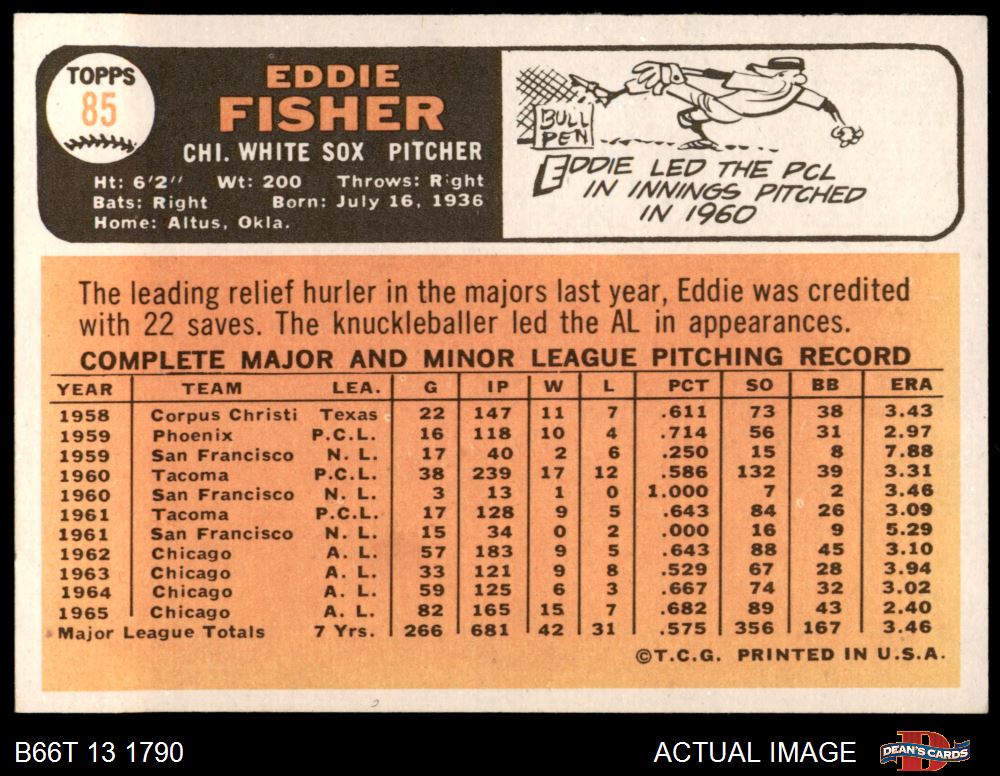 TOPPS
85
EDDIE
FISHER
CHI. WHITE SOX PITCHER
Ht: 6'2" Wt: 200 Throws: Right
Bats: Right Born: July 16, 1936
Home: Altus, Okla.
BULL
PEN
EDDIE LED THE PCL
IN INNINGS PITCHED
IN 1960
The leading relief hurler in the majors last year, Eddie was credited
with 22 saves. The knuckleballer led the AL in appearances.
COMPLETE MAJOR AND MINOR LEAGUE PITCHING RECORD
YEAR TEAM LEA. G IP W L PCT SO BB ERA
1958 Corpus Christi Texas 22 147 11 7 .611 73 38 3.43
1959 Phoenix P.C.L. 16 118 10 4 .714 56 31 2.97
1959 San Francisco N. L. 17 40 2 6 .250 15 8 7.88
1960 Tacoma P.C.L. 38 239 17 12 .586 132 39 3.31
1960 San Francisco N. L. 3 13 1 0 1.000 7 2 3.46
1961 Tacoma P.C.L. 17 128 9 5 .643 84 26 3.09
1961 San Francisco N. L. 15 34 0 2 .000 16 9 5.29
1962 Chicago A. L. 57 183 9 5 .643 88 45 3.10
1963 Chicago A. L. 33 121 9 8 .529 67 28 3.94
1964 Chicago A. L. 59 125 6 3 .667 74 32 3.02
1965 Chicago A. L. 82 165 15 7 .682 89 43 2.40
Major League Totals 7 Yrs. 266 681 42 31 .575 356 167 3.46
©T.C.G. PRINTED IN U.S.A.
B66T 13 1790 ACTUAL IMAGE DEAN'S CARDS